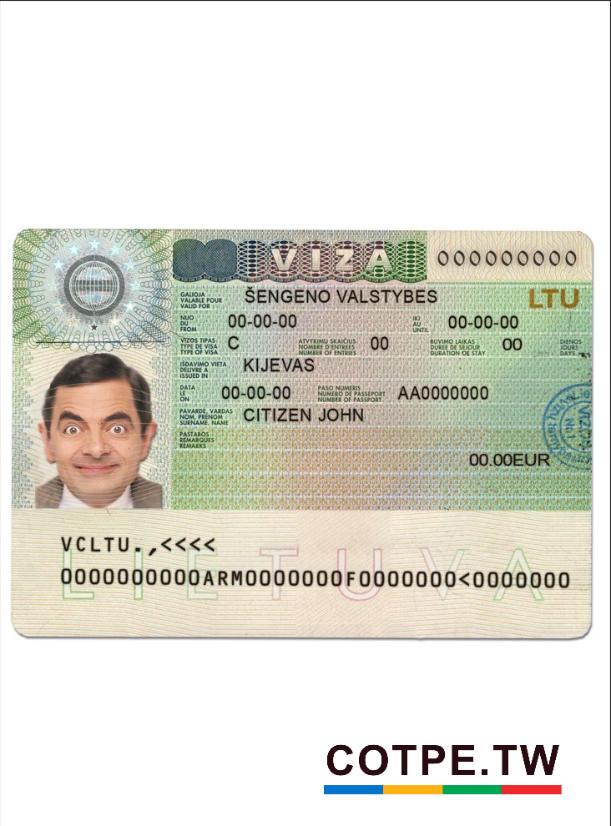 VIZA
000000000
GALIOJA
VALABLE POUR
VALID FOR
ŠENGENO VALSTYBES
LTU
NUO
DU
FROM
00-00-00
IKI
AU
UNTIL
00-00-00
VIZOS TIPAS
TYPE DE VISA
TYPE OF VISA
C
NOMBRE D'ENTREES
NUMBER OF ENTRIES
00
BUVIMO LAIKAS
DUREE DE SEJOUR
DURATION OF STAY
00
DIENOS
JOURS
DAYS
IŠDAVIMO VIETA
DELIVRE A
ISSUED IN
KIJEVAS
DATA
LE
ON
00-00-00
PASO NUMERIS
NUMERO DE PASSEPORT
NUMBER OF PASSPORT
AA0000000
PAVARDE, VARDAS
NOM, PRENOM
SURNAME, NAME
CITIZEN JOHN
PASTABOS
REMARQUES
REMARKS
00.00EUR
LIETUVA
VCLTU.,<<<<
0000000000ARM0000000F0000000<0000000
COTPE.TW